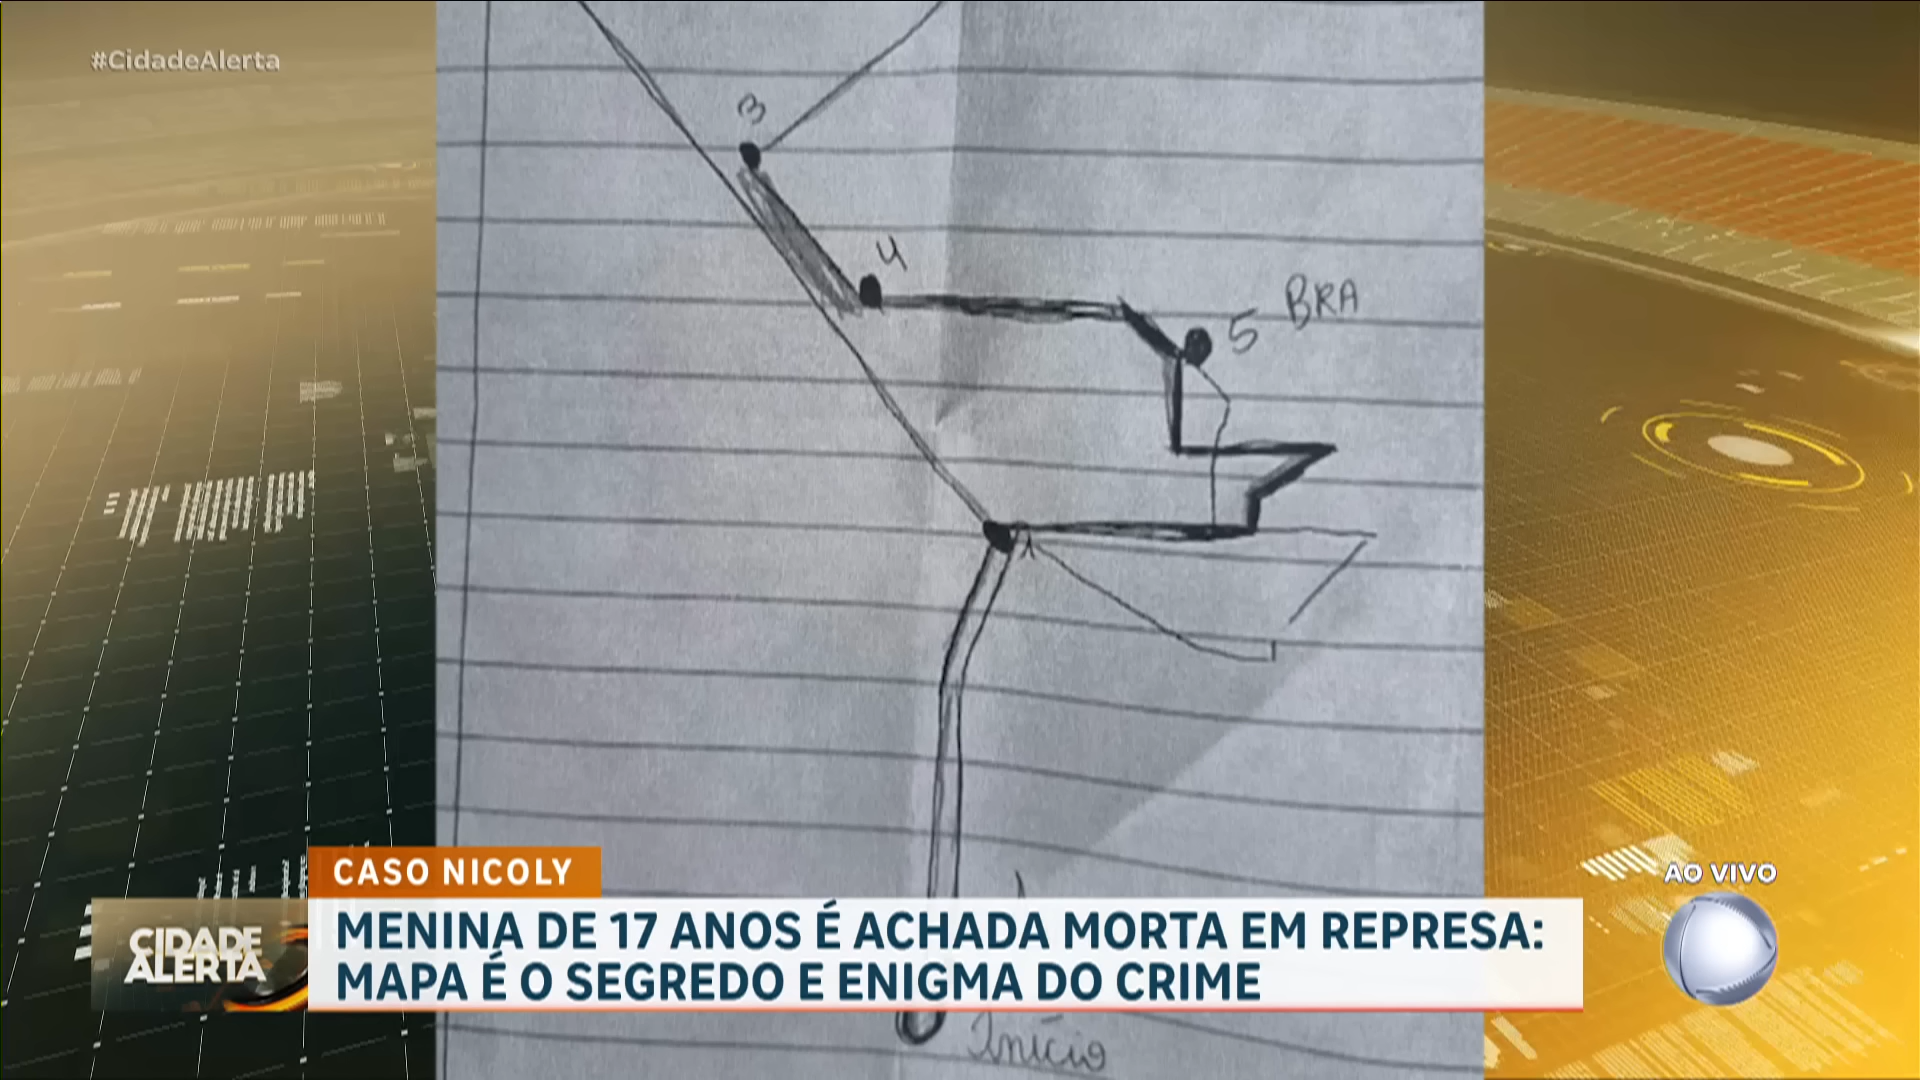 #CidadeAlerta
3
4
5 BRA
CASO NICOLY
MENINA DE 17 ANOS É ACHADA MORTA EM REPRESA:
MAPA É O SEGREDO E ENIGMA DO CRIME
CIDADE
ALERTA
AO VIVO
Início